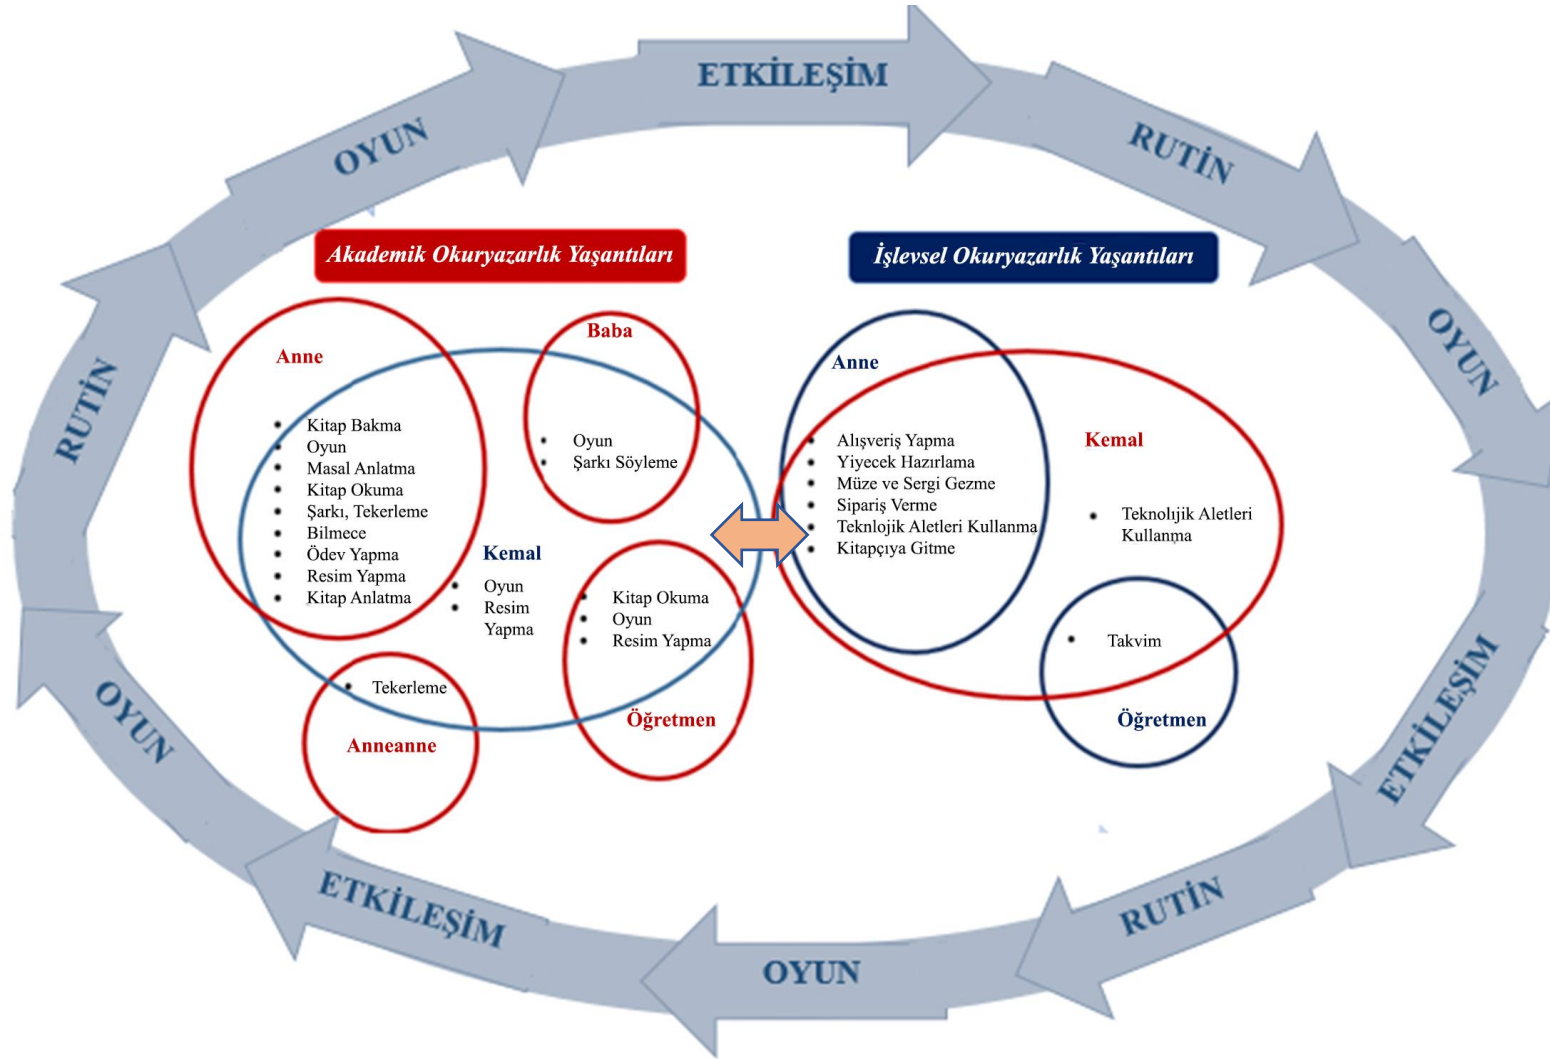 ETKİLEŞİM
OYUN
RUTİN
RUTİN
OYUN
Akademik Okuryazarlık Yaşantıları
İşlevsel Okuryazarlık Yaşantıları
Anne
Kitap Bakma
Oyun
Masal Anlatma
Kitap Okuma
Şarkı, Tekerleme
Bilmece
Ödev Yapma
Resim Yapma
Kitap Anlatma
Baba
Oyun
Şarkı Söyleme
Kemal
Oyun
Resim
Yapma
Kitap Okuma
Oyun
Resim Yapma
Öğretmen
Tekerleme
Anneanne
Anne
Alışveriş Yapma
Yiyecek Hazırlama
Müze ve Sergi Gezme
Sipariş Verme
Teknlojik Aletleri Kullanma
Kitapçıya Gitme
Kemal
Teknolıjik Aletleri
Kullanma
Takvim
Öğretmen
OYUN
ETKİLEŞİM
ETKİLEŞİM
RUTİN
OYUN